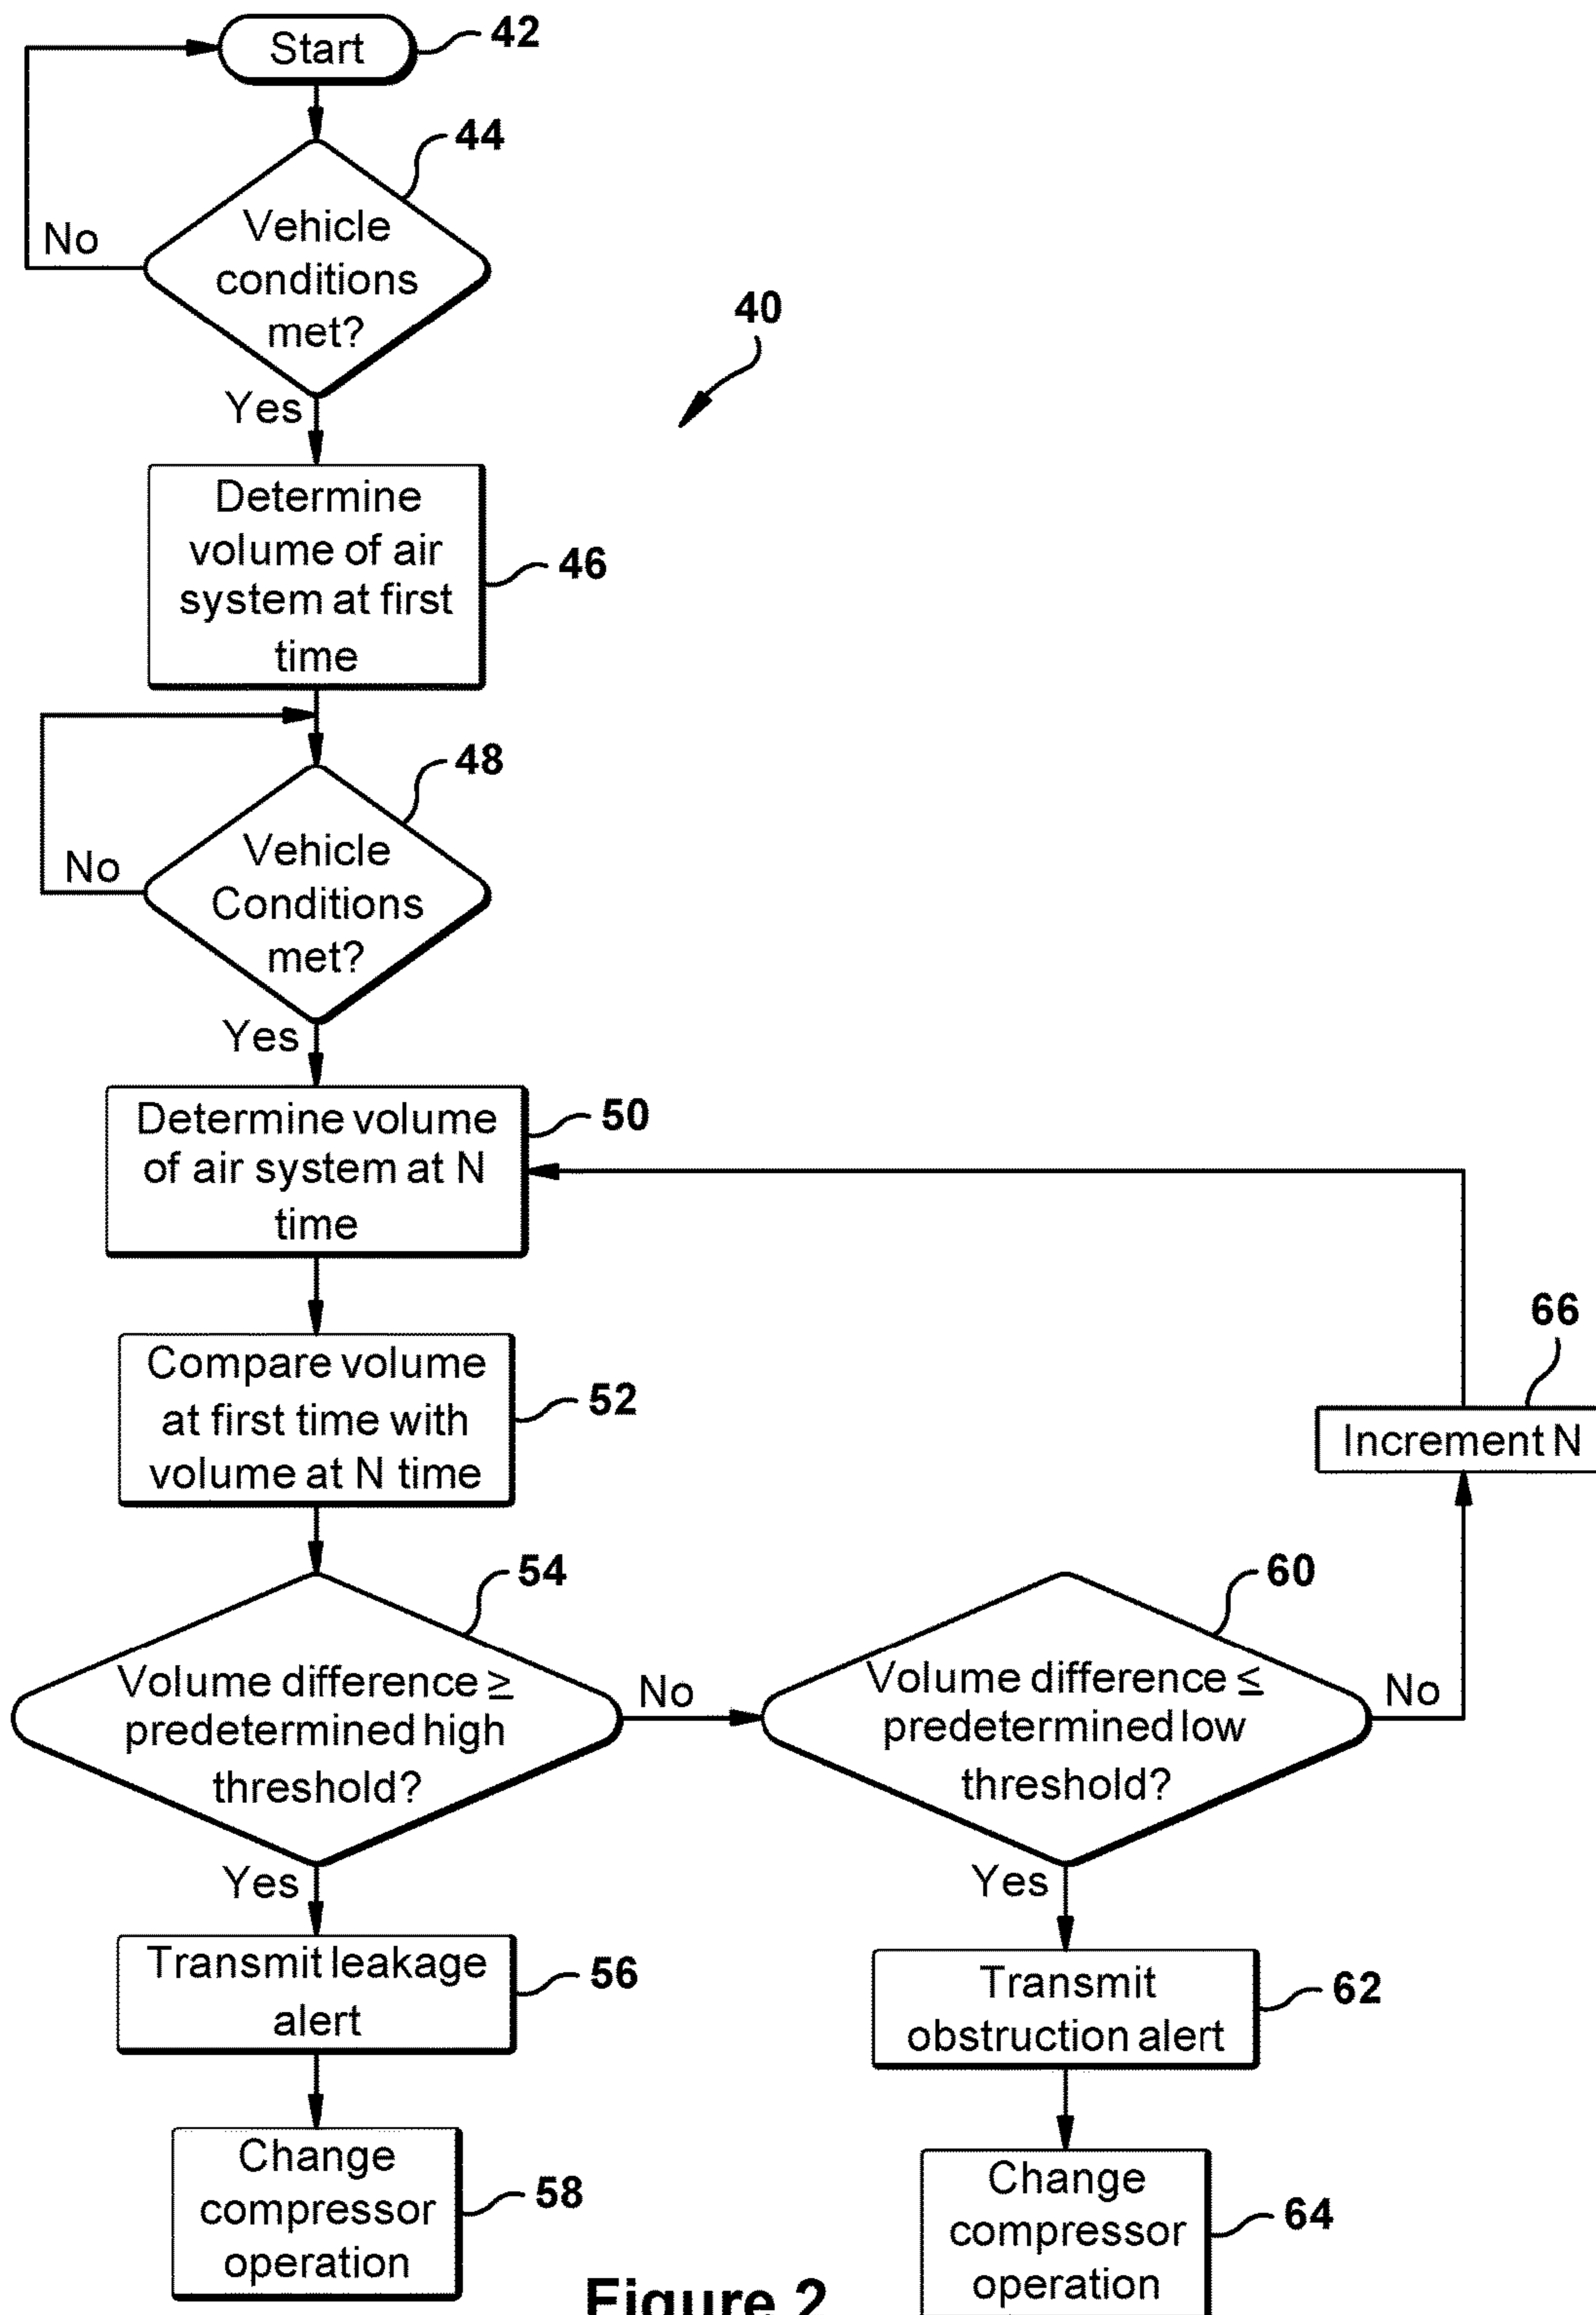 Start
42
44
Vehicle
conditions
met?
No
40
Yes
Determine
volume of air
system at first
time
46
48
Vehicle
Conditions
met?
No
Yes
Determine volume
of air system at N
time
50
Compare volume
at first time with
volume at N time
52
66
Increment N
54
Volume difference ≥
predetermined high
threshold?
No
60
Volume difference ≤
predetermined low
threshold?
No
Yes
Transmit leakage
alert
56
Change
compressor
operation
58
Yes
Transmit
obstruction alert
62
Change
compressor
operation
64
Figure 2